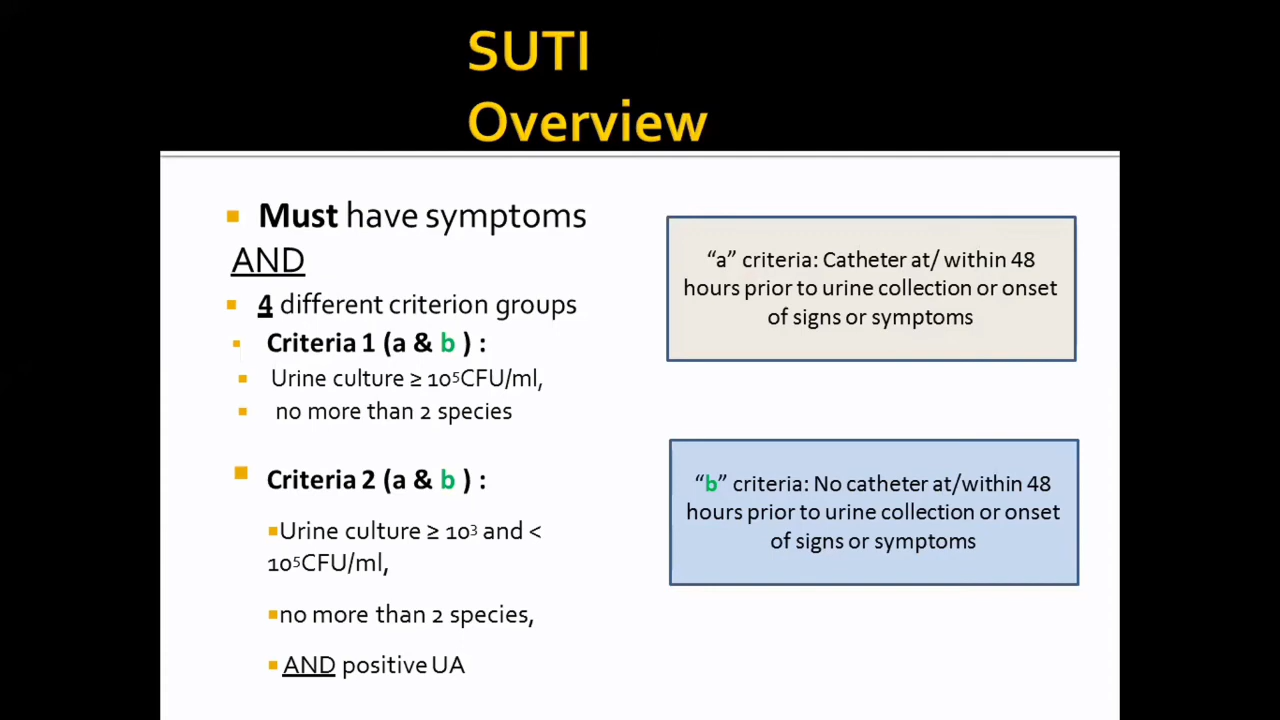 SUTI
Overview
Must have symptoms
AND
4 different criterion groups
Criteria 1 (a & b ) :
Urine culture ≥ 10⁵CFU/ml,
no more than 2 species
Criteria 2 (a & b ) :
Urine culture ≥ 10³ and <
10⁵CFU/ml,
no more than 2 species,
AND positive UA
“a” criteria: Catheter at/ within 48
hours prior to urine collection or onset
of signs or symptoms
“b” criteria: No catheter at/within 48
hours prior to urine collection or onset
of signs or symptoms